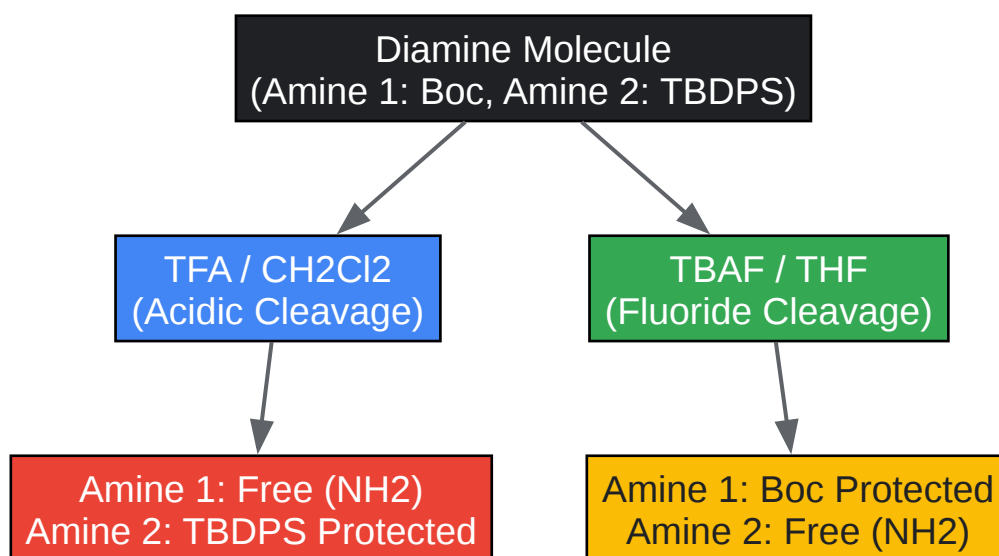 Diamine Molecule
(Amine 1: Boc, Amine 2: TBDPS)
TFA / CH2Cl2
(Acidic Cleavage)
TBAF / THF
(Fluoride Cleavage)
Amine 1: Free (NH2)
Amine 2: TBDPS Protected
Amine 1: Boc Protected
Amine 2: Free (NH2)